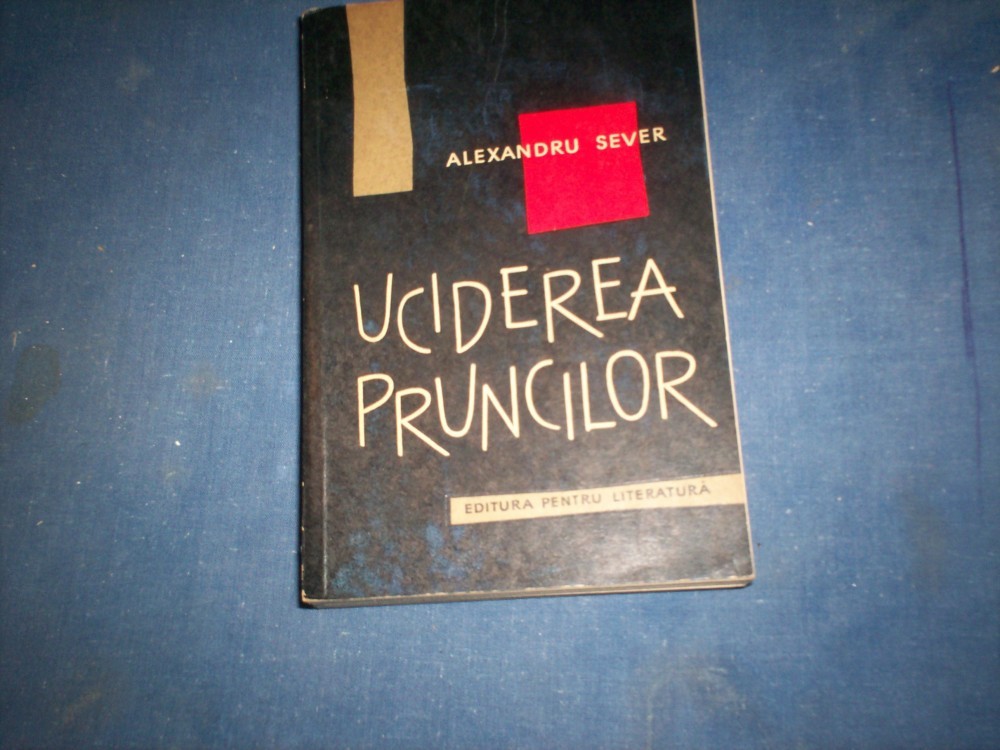 ALEXANDRU SEVER
UCIDEREA
PRUNCILOR
EDITURA PENTRU LITERATURĂ